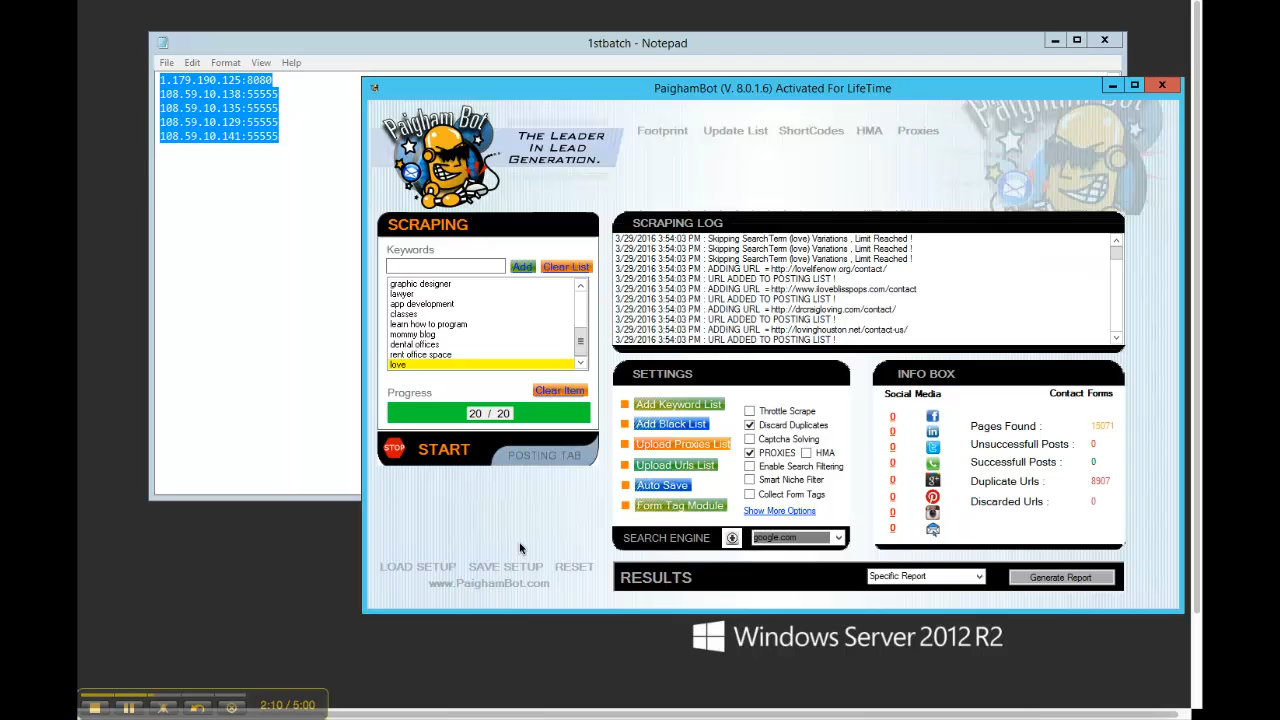 1stbatch - Notepad
File Edit Format View Help
1.179.190.125:8080
108.59.10.138:55555
108.59.10.135:55555
108.59.10.129:55555
108.59.10.141:55555
PaighamBot (V. 8.0.1.6) Activated For LifeTime
Paigham Bot
THE LEADER
IN LEAD
GENERATION.
Footprint Update List ShortCodes HMA Proxies
SCRAPING
Keywords
Add Clear List
graphic designer
lawyer
app development
classes
learn how to program
mommy blog
dental offices
rent office space
love
Progress
Clear Item
20 / 20
STOP
START
POSTING TAB
LOAD SETUP SAVE SETUP RESET
www.PaighamBot.com
SCRAPING LOG
3/29/2016 3:54:03 PM : Skipping SearchTerm (love) Variations , Limit Reached !
3/29/2016 3:54:03 PM : Skipping SearchTerm (love) Variations , Limit Reached !
3/29/2016 3:54:03 PM : Skipping SearchTerm (love) Variations , Limit Reached !
3/29/2016 3:54:03 PM : ADDING URL = http://lovelifenow.org/contact/
3/29/2016 3:54:03 PM : URL ADDED TO POSTING LIST !
3/29/2016 3:54:03 PM : ADDING URL = http://www.iloveblisspops.com/contact
3/29/2016 3:54:03 PM : URL ADDED TO POSTING LIST !
3/29/2016 3:54:03 PM : ADDING URL = http://drcraigloving.com/contact/
3/29/2016 3:54:03 PM : URL ADDED TO POSTING LIST !
3/29/2016 3:54:03 PM : ADDING URL = http://lovinghouston.net/contact-us/
3/29/2016 3:54:03 PM : URL ADDED TO POSTING LIST !
SETTINGS
Add Keyword List
Add Black List
Upload Proxies List
Upload Urls List
Auto Save
Form Tag Module
Throttle Scrape
Discard Duplicates
Captcha Solving
PROXIES HMA
Enable Search Filtering
Smart Niche Filter
Collect Form Tags
Show More Options
SEARCH ENGINE google.com
INFO BOX
Social Media Contact Forms
0
0
0
0
0
0
0
0
Pages Found : 15071
Unsuccessful Posts : 0
Successful Posts : 0
Duplicate Urls : 8907
Discarded Urls : 0
RESULTS Specific Report Generate Report
Windows Server 2012 R2
2:10 / 5:00